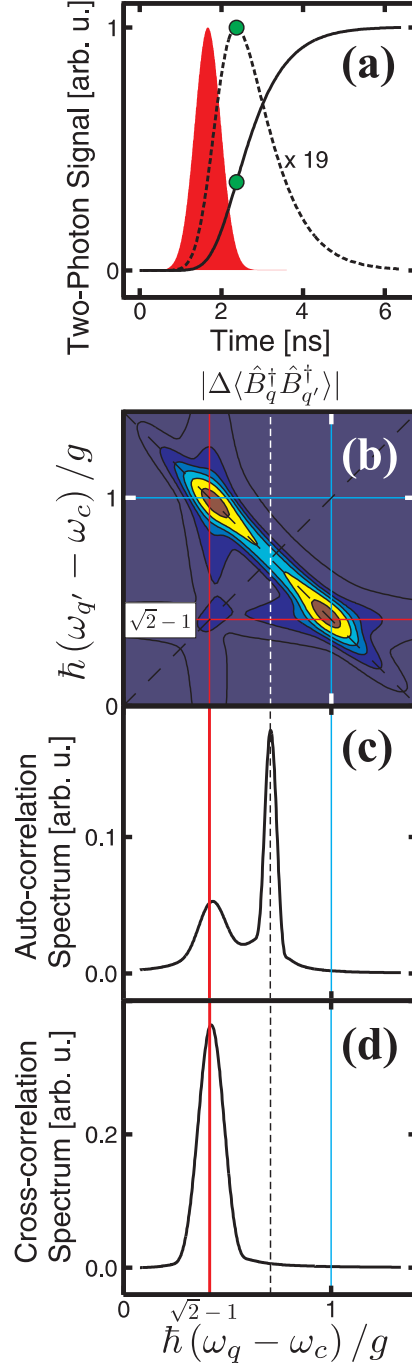 Two-Photon Signal [arb. u.]
1
0
(a)
x 19
0
2
4
6
Time [ns]
|Δ⟨B̂†q B̂†q′⟩|
ħ(ωq′ − ωc)/g
(b)
1
√2 − 1
0
Auto-correlation
Spectrum [arb. u.]
(c)
0.1
0.0
Cross-correlation
Spectrum [arb. u.]
(d)
0.2
0.0
0
√2 − 1
1
ħ(ωq − ωc)/g